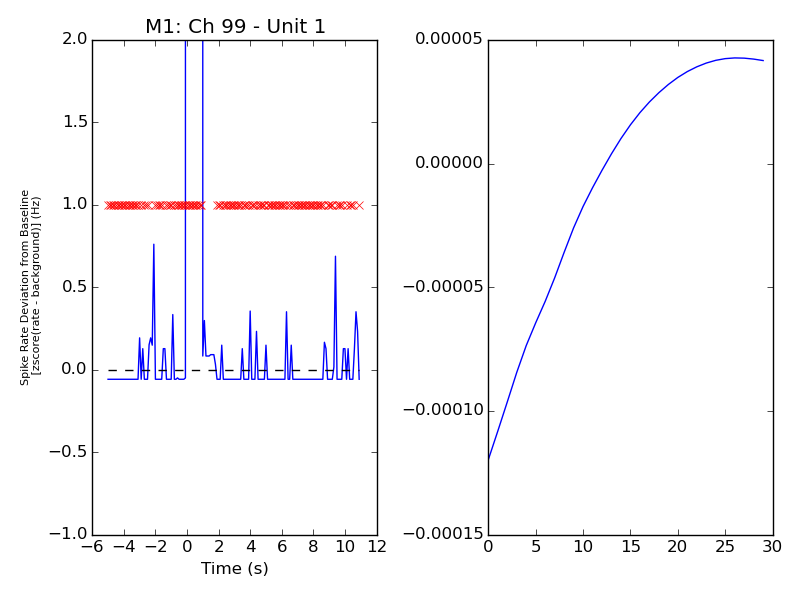 M1: Ch 99 - Unit 1
2.0
1.5
1.0
0.5
0.0
−0.5
−1.0
Spike Rate Deviation from Baseline
[zscore(rate - background)] (Hz)
−6 −4 −2 0 2 4 6 8 10 12
Time (s)
0.00005
0.00000
−0.00005
−0.00010
−0.00015
0 5 10 15 20 25 30